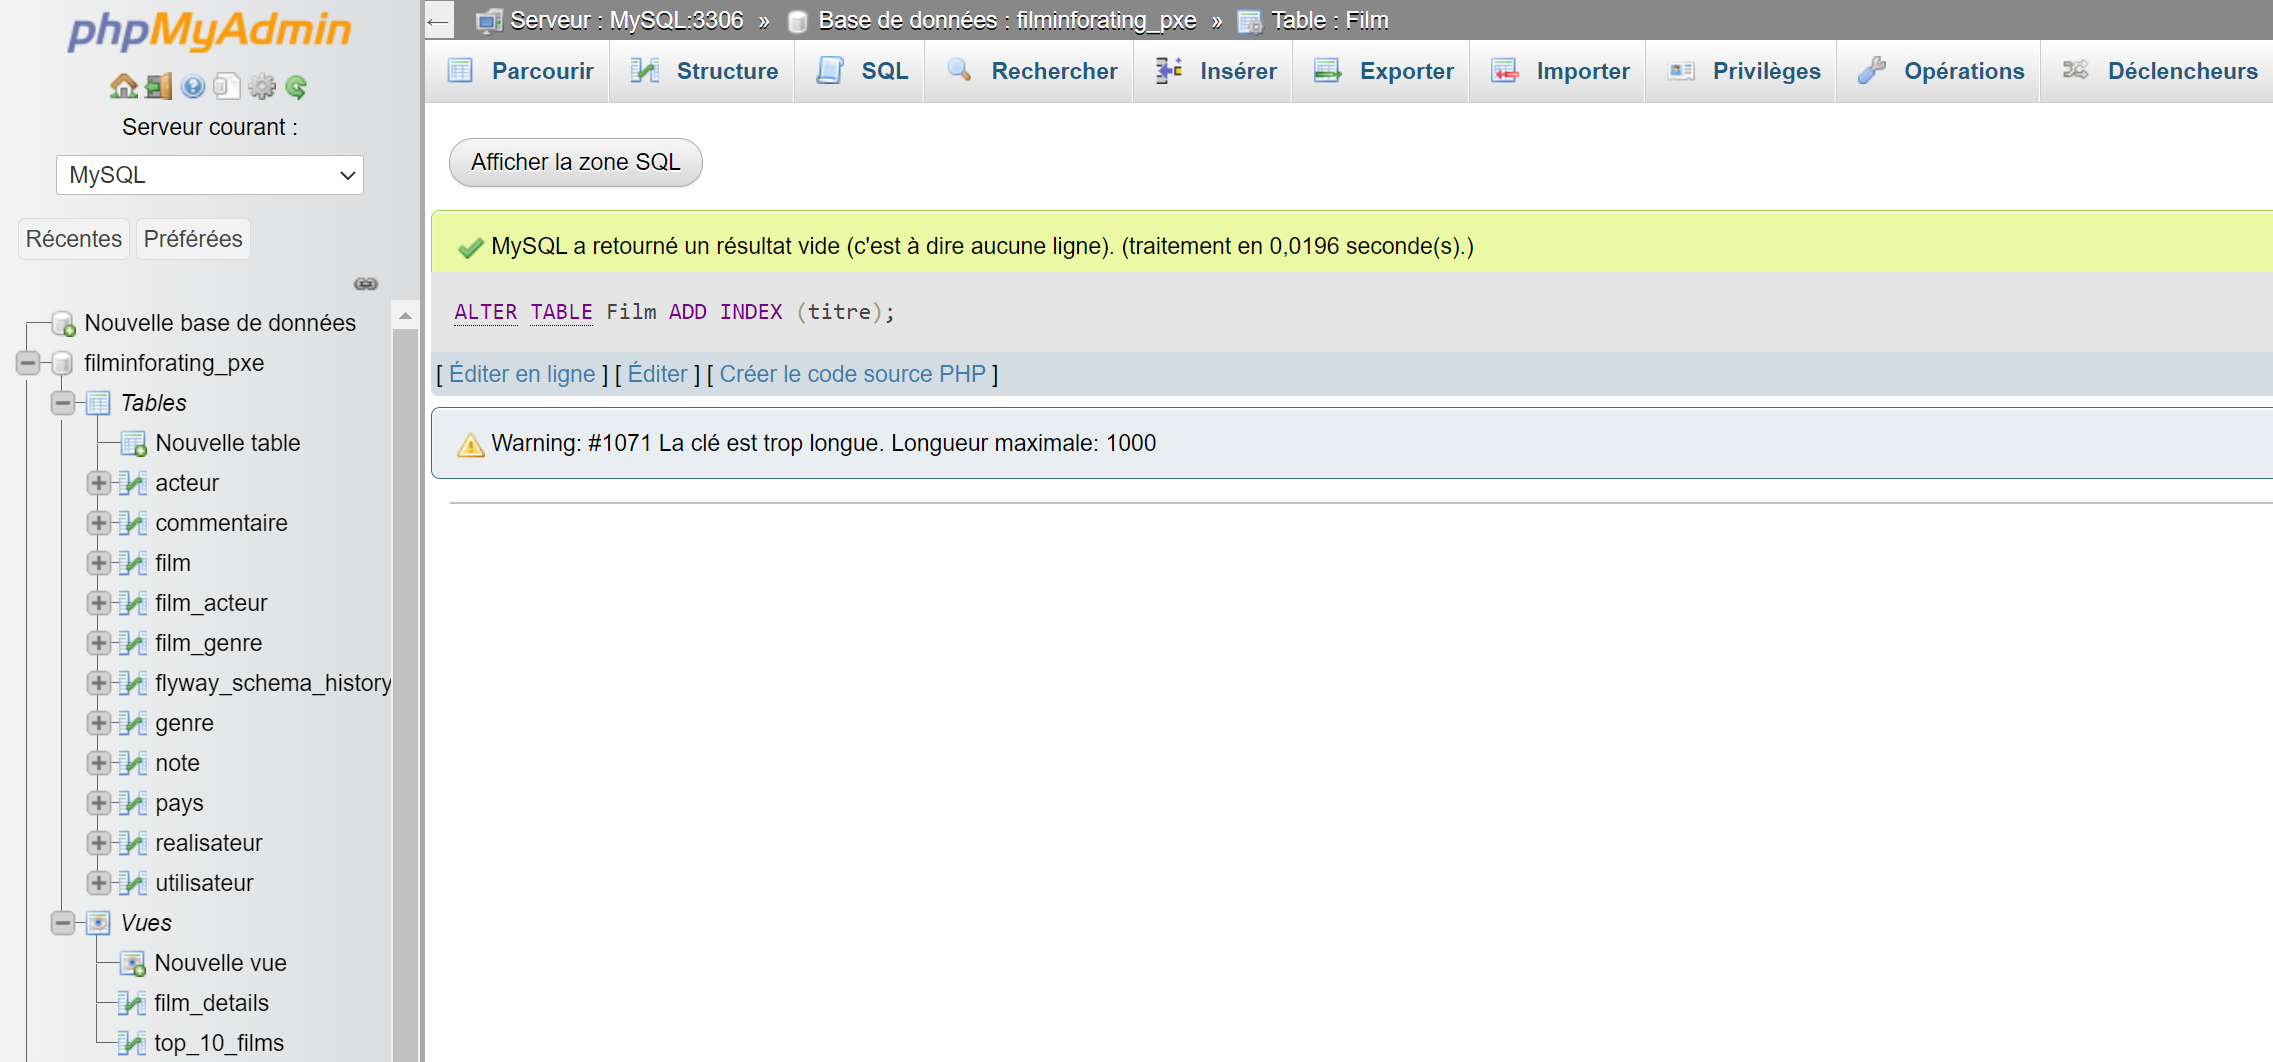 phpMyAdmin
Serveur courant :
MySQL
Récentes
Préférées
Nouvelle base de données
filminforating_pxe
Tables
Nouvelle table
acteur
commentaire
film
film_acteur
film_genre
flyway_schema_history
genre
note
pays
realisateur
utilisateur
Vues
Nouvelle vue
film_details
top_10_films
← Serveur : MySQL:3306 » Base de données : filminforating_pxe » Table : Film
Parcourir Structure SQL Rechercher Insérer Exporter Importer Privilèges Opérations Déclencheurs
Afficher la zone SQL
MySQL a retourné un résultat vide (c'est à dire aucune ligne). (traitement en 0,0196 seconde(s).)
ALTER TABLE Film ADD INDEX (titre);
[ Éditer en ligne ] [ Éditer ] [ Créer le code source PHP ]
Warning: #1071 La clé est trop longue. Longueur maximale: 1000